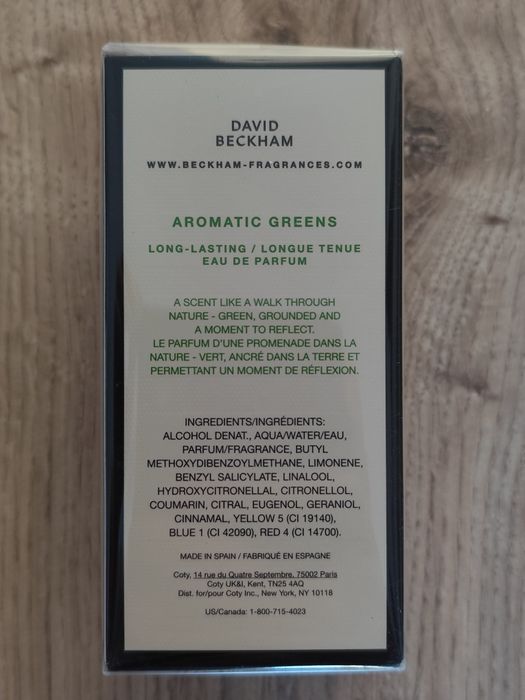 DAVID
BECKHAM
WWW.BECKHAM-FRAGRANCES.COM
AROMATIC GREENS
LONG-LASTING / LONGUE TENUE
EAU DE PARFUM
A SCENT LIKE A WALK THROUGH
NATURE - GREEN, GROUNDED AND
A MOMENT TO REFLECT.
LE PARFUM D'UNE PROMENADE DANS LA
NATURE - VERT, ANCRÉ DANS LA TERRE ET
PERMETTANT UN MOMENT DE RÉFLEXION.
INGREDIENTS/INGRÉDIENTS:
ALCOHOL DENAT., AQUA/WATER/EAU,
PARFUM/FRAGRANCE, BUTYL
METHOXYDIBENZOYLMETHANE, LIMONENE,
BENZYL SALICYLATE, LINALOOL,
HYDROXYCITRONELLAL, CITRONELLOL,
COUMARIN, CITRAL, EUGENOL, GERANIOL,
CINNAMAL, YELLOW 5 (CI 19140),
BLUE 1 (CI 42090), RED 4 (CI 14700).
MADE IN SPAIN / FABRIQUÉ EN ESPAGNE
Coty, 14 rue du Quatre Septembre, 75002 Paris
Coty UK&I, Kent, TN25 4AQ
Dist. for/pour Coty Inc., New York, NY 10118
US/Canada: 1-800-715-4023